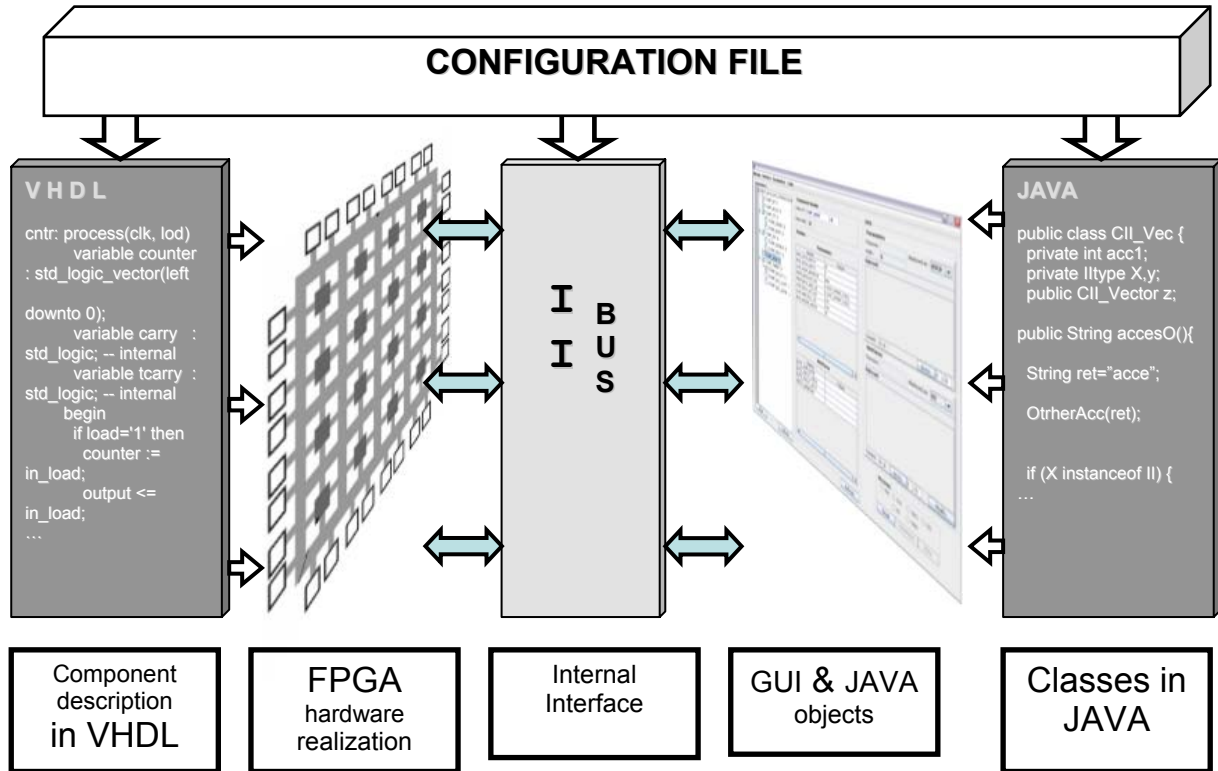 CONFIGURATION FILE
V H D L
cntr: process(clk, lod)
variable counter
: std_logic_vector(left
downto 0);
variable carry :
std_logic; -- internal
variable tcarry :
std_logic; -- internal
begin
if load='1' then
counter :=
in_load;
output <=
in_load;
...
I I
BUS
JAVA
public class CII_Vec {
private int acc1;
private IItype X,y;
public CII_Vector z;
public String accesO(){
String ret=”acce”;
OtrherAcc(ret);
if (X instanceof II) {
…
Component
description
in VHDL
FPGA
hardware
realization
Internal
Interface
GUI & JAVA
objects
Classes in
JAVA